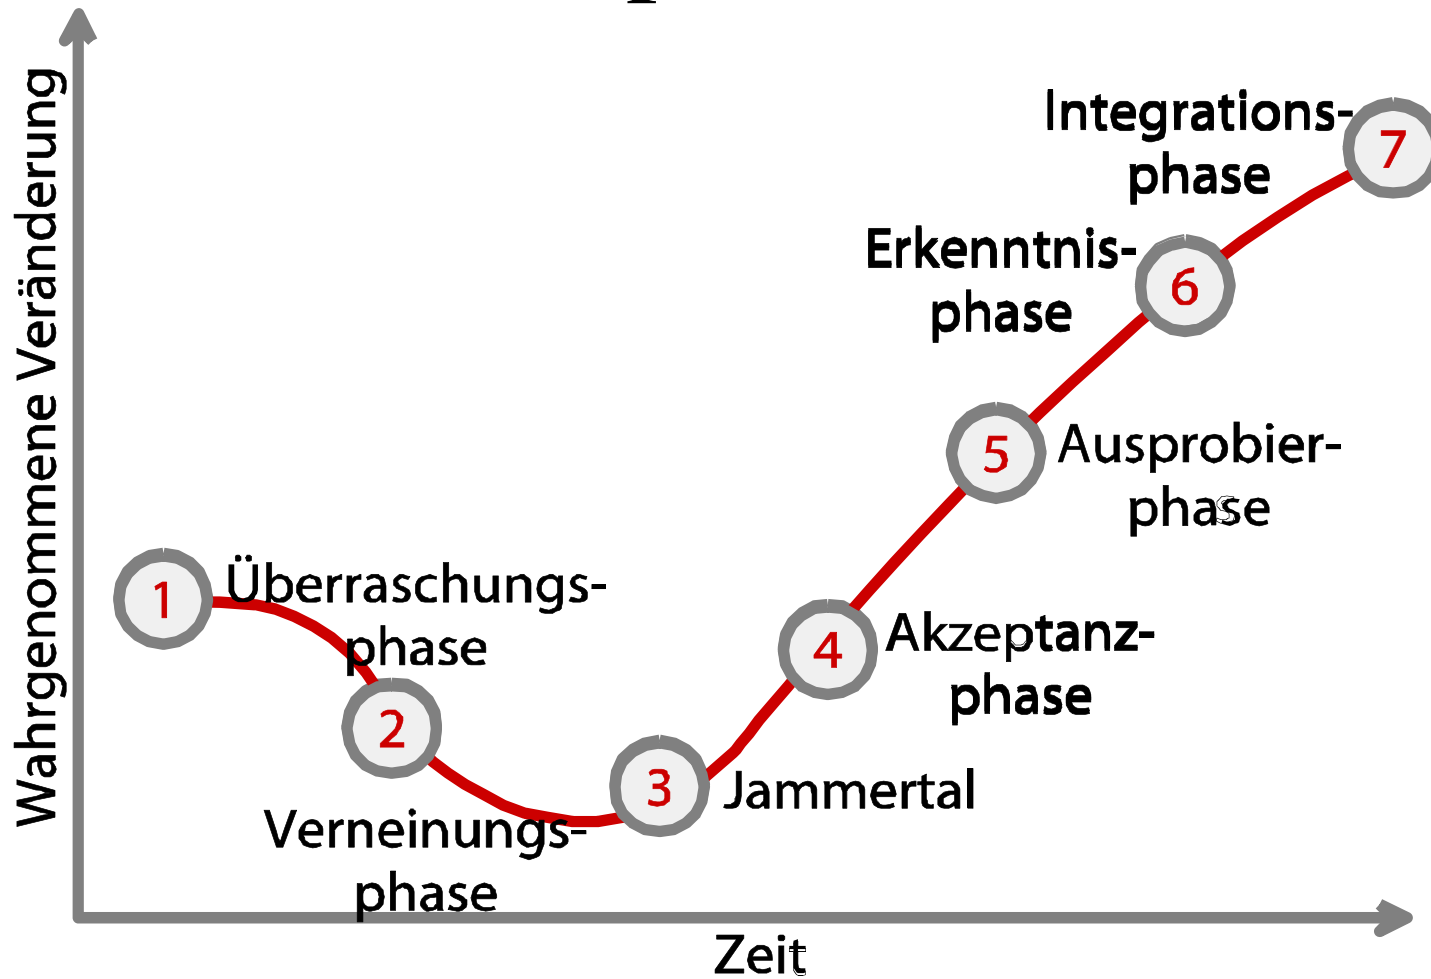 Wahrgenommene Veränderung
Integrations-
phase
7
Erkenntnis-
phase
6
5
Ausprobier-
phase
1
Überraschungs-
phase
4
Akzeptanz-
phase
2
3
Jammertal
Verneinungs-
phase
Zeit